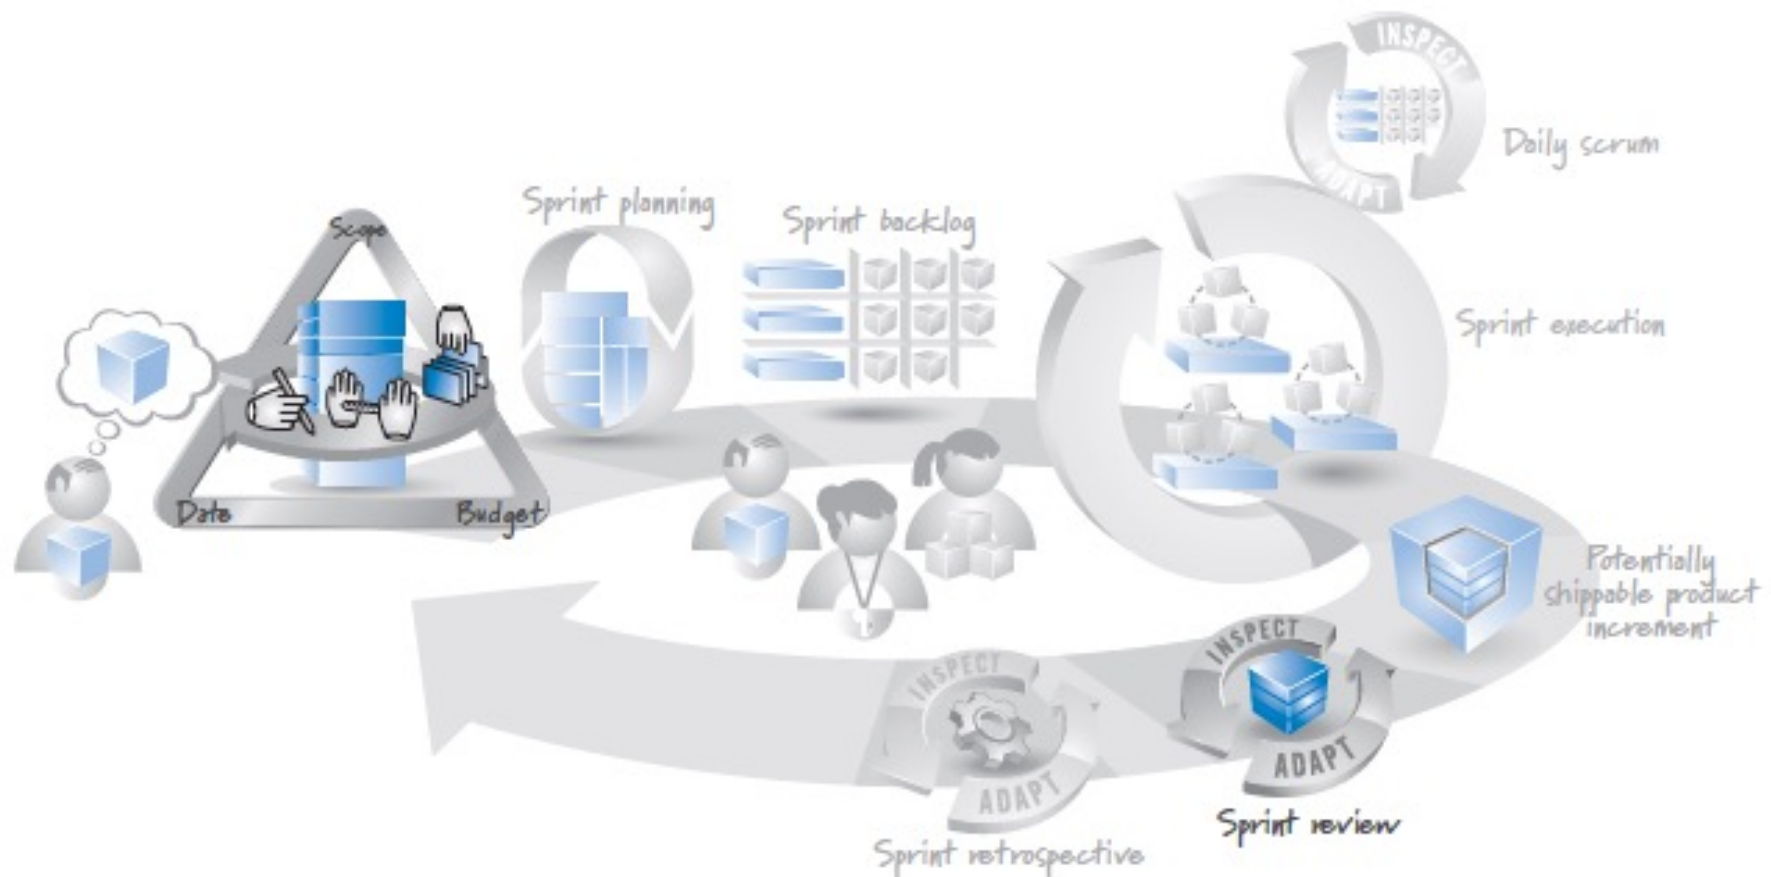 INSPECT
ADAPT
Daily scrum
Sprint planning
Sprint backlog
Scope
Sprint execution
Date
Budget
Potentially
shippable product
increment
INSPECT
ADAPT
Sprint review
INSPECT
ADAPT
Sprint retrospective